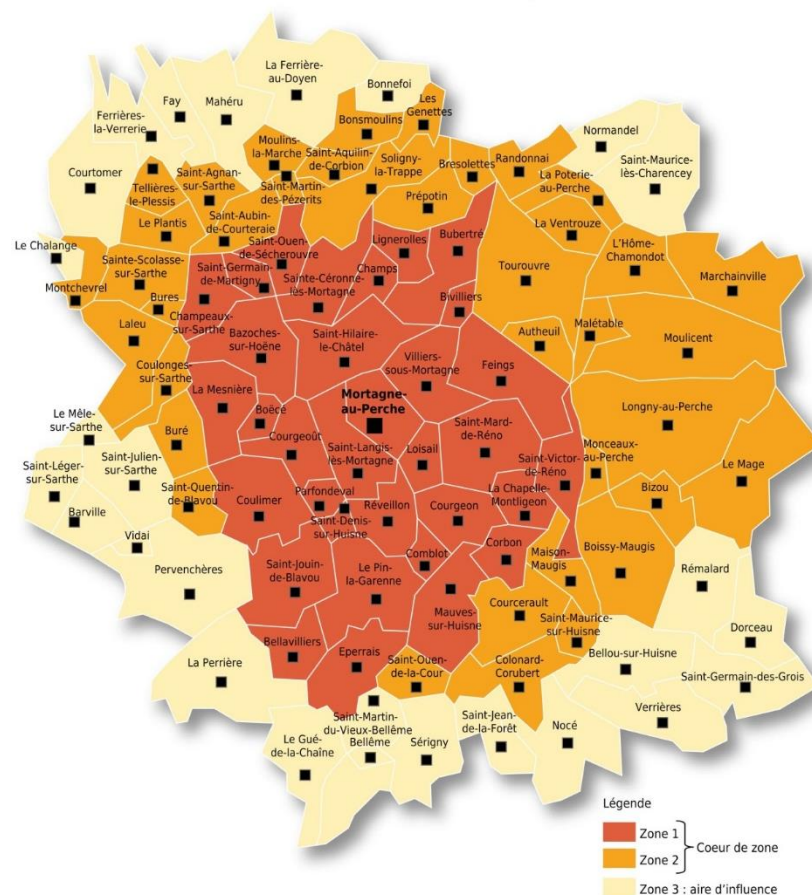 La Ferrière-
au-Doyen
Bonnefoi
Fay
Mahéru
Les
Genettes
Ferrières-
la-Verrerie
Bonsmoulins
Normandel
Moulins-
la-Marche
Saint-Aquilin-
de-Corbion
Soligny-
la-Trappe
Bresolettes
Randonnai
Saint-Maurice-
lès-Charencey
Courtomer
Tellières-
le-Plessis
Saint-Agnan-
sur-Sarthe
Saint-Martin-
des-Pézerits
Prépotin
La Poterie-
au-Perche
Le Plantis
Saint-Aubin-
de-Courteraie
La Ventrouze
Le Chalange
Saint-Ouen-
de-Sécherouvre
Lignerolles
Bubertré
L'Hôme-
Chamondot
Sainte-Scolasse-
sur-Sarthe
Saint-Germain-
de-Martigny
Sainte-Céronne-
lès-Mortagne
Champs
Tourouvre
Marchainville
Montchevrel
Bures
Champeaux-
sur-Sarthe
Bivilliers
Laleu
Bazoches-
sur-Hoëne
Saint-Hilaire-
le-Châtel
Autheuil
Malétable
Moulicent
Coulonges-
sur-Sarthe
Villiers-
sous-Mortagne
Feings
La Mesnière
Mortagne-
au-Perche
Longny-au-Perche
Le Mêle-
sur-Sarthe
Boëcé
Buré
Courgeoût
Saint-Langis-
lès-Mortagne
Loisail
Saint-Mard-
de-Réno
Monceaux-
au-Perche
Saint-Julien-
sur-Sarthe
Saint-Victor-
de-Réno
Le Mage
Saint-Léger-
sur-Sarthe
Saint-Quentin-
de-Blavou
Bizou
Barville
Coulimer
Parfondeval
Réveillon
La Chapelle-
Montligeon
Saint-Denis-
sur-Huisne
Courgeon
Vidai
Comblot
Corbon
Maison-
Maugis
Boissy-Maugis
Pervenchères
Saint-Jouin-
de-Blavou
Le Pin-
la-Garenne
Rémalard
Mauves-
sur-Huisne
Courcerault
Saint-Maurice-
sur-Huisne
Dorceau
La Perrière
Bellavilliers
Eperrais
Saint-Ouen-
de-la-Cour
Colonard-
Corubert
Bellou-sur-Huisne
Saint-Germain-des-Grois
Saint-Martin-
du-Vieux-Bellême
Saint-Jean-
de-la-Forêt
Verrières
Le Gué-
de-la-Chaîne
Bellême
Sérigny
Nocé
Légende
Zone 1
Coeur de zone
Zone 2
Zone 3 : aire d'influence